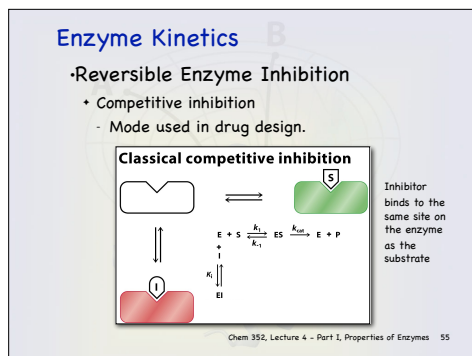 Enzyme Kinetics
•Reversible Enzyme Inhibition
✦ Competitive inhibition
- Mode used in drug design.
Classical competitive inhibition
S
Inhibitor
binds to the
same site on
the enzyme
as the
substrate
E + S k₁ k₋₁ ES kcat E + P
+
I
I
Kᵢ
EI
Chem 352, Lecture 4 - Part I, Properties of Enzymes 55